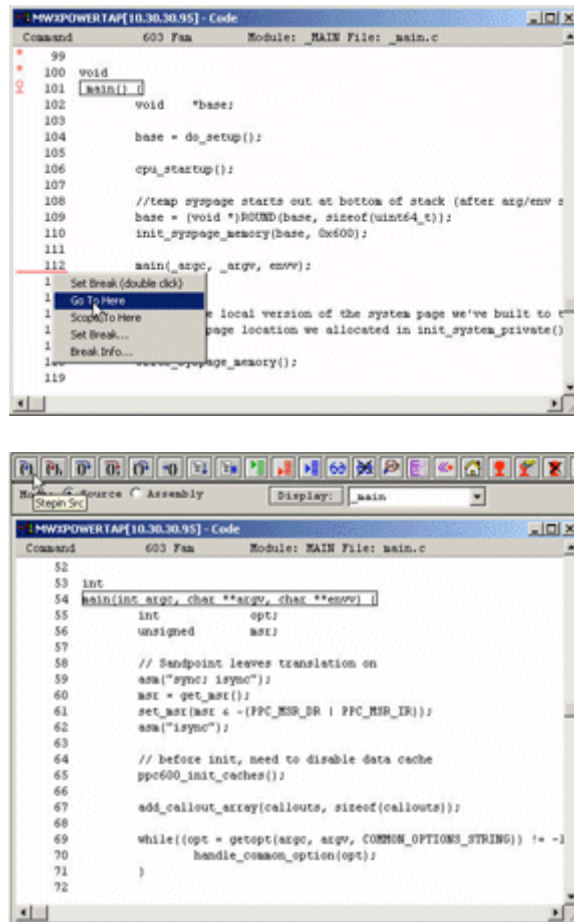 MWXPOWERTAP[10.30.30.95] - Code
Command 603 Fam Module: _MAIN File: _main.c
99
100 void
101 _main() {
102 void *base;
103
104 base = do_setup();
105
106 cpu_startup();
107
108 //temp syspage starts out at bottom of stack (after arg/env s
109 base = (void *)ROUND(base, sizeof(uint64_t));
110 init_syspage_memory(base, 0x600);
111
112 main(_argc, _argv, envv);
Set Break (double click)
Go To Here
Scope To Here
local version of the system page we've built to t
Set Break...
page location we allocated in init_system_private()
Break Info...
page_memory();
119
Stepin Src
Source Assembly Display: _main
MWXPOWERTAP[10.30.30.95] - Code
Command 603 Fam Module: MAIN File: main.c
52
53 int
54 main(int argc, char **argv, char **envv) {
55 int opt;
56 unsigned msr;
57
58 // Sandpoint leaves translation on
59 asm("sync; isync");
60 msr = get_msr();
61 set_msr(msr & ~(PPC_MSR_DR | PPC_MSR_IR));
62 asm("isync");
63
64 // before init, need to disable data cache
65 ppc600_init_caches();
66
67 add_callout_array(callouts, sizeof(callouts));
68
69 while((opt = getopt(argc, argv, COMMON_OPTIONS_STRING)) != -1
70 handle_common_option(opt);
71 }
72